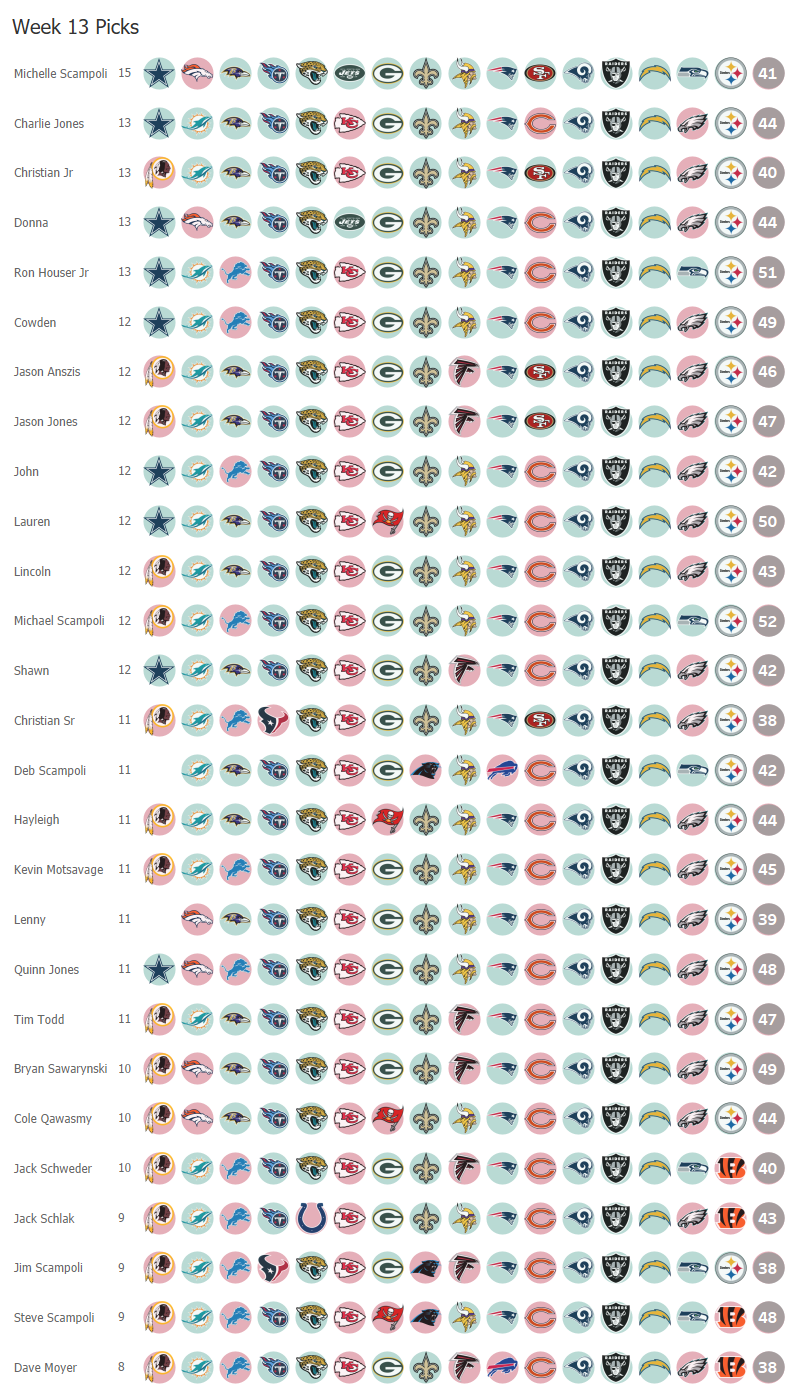 Week 13 Picks
Michelle Scampoli 15 JETS 41
Charlie Jones 13 44
Christian Jr 13 40
Donna 13 JETS 44
Ron Houser Jr 13 51
Cowden 12 49
Jason Anszis 12 46
Jason Jones 12 47
John 12 42
Lauren 12 50
Lincoln 12 43
Michael Scampoli 12 52
Shawn 12 42
Christian Sr 11 38
Deb Scampoli 11 42
Hayleigh 11 44
Kevin Motsavage 11 45
Lenny 11 39
Quinn Jones 11 48
Tim Todd 11 47
Bryan Sawarynski 10 49
Cole Qawasmy 10 44
Jack Schweder 10 40
Jack Schlak 9 43
Jim Scampoli 9 38
Steve Scampoli 9 48
Dave Moyer 8 38